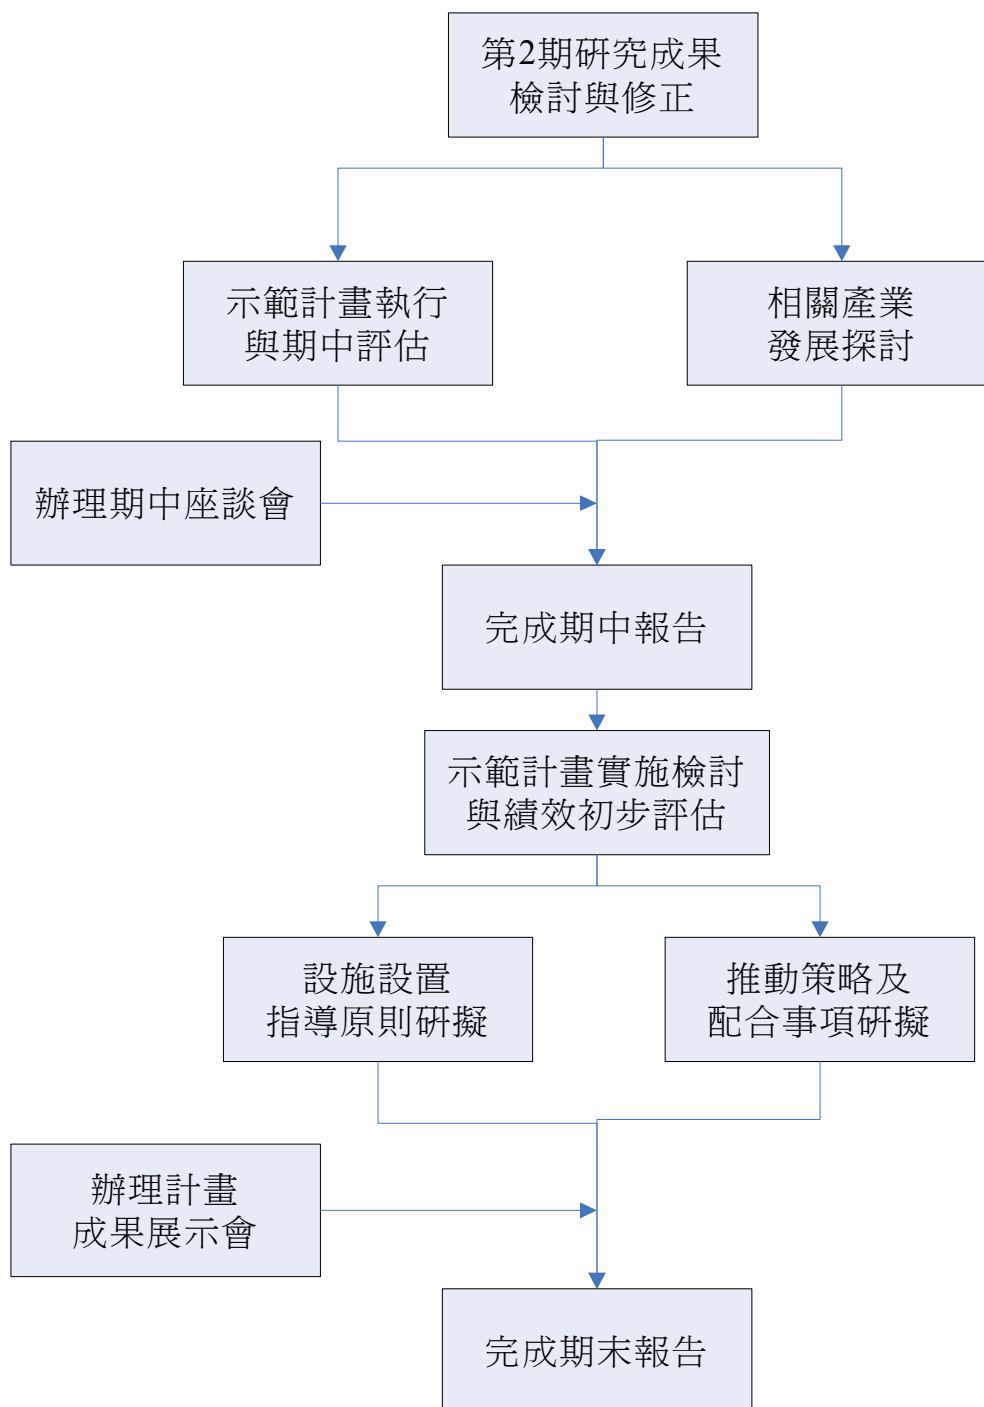 第2期研究成果
檢討與修正
示範計畫執行
與期中評估
相關產業
發展探討
辦理期中座談會
完成期中報告
示範計畫實施檢討
與績效初步評估
設施設置
指導原則研擬
推動策略及
配合事項研擬
辦理計畫
成果展示會
完成期末報告